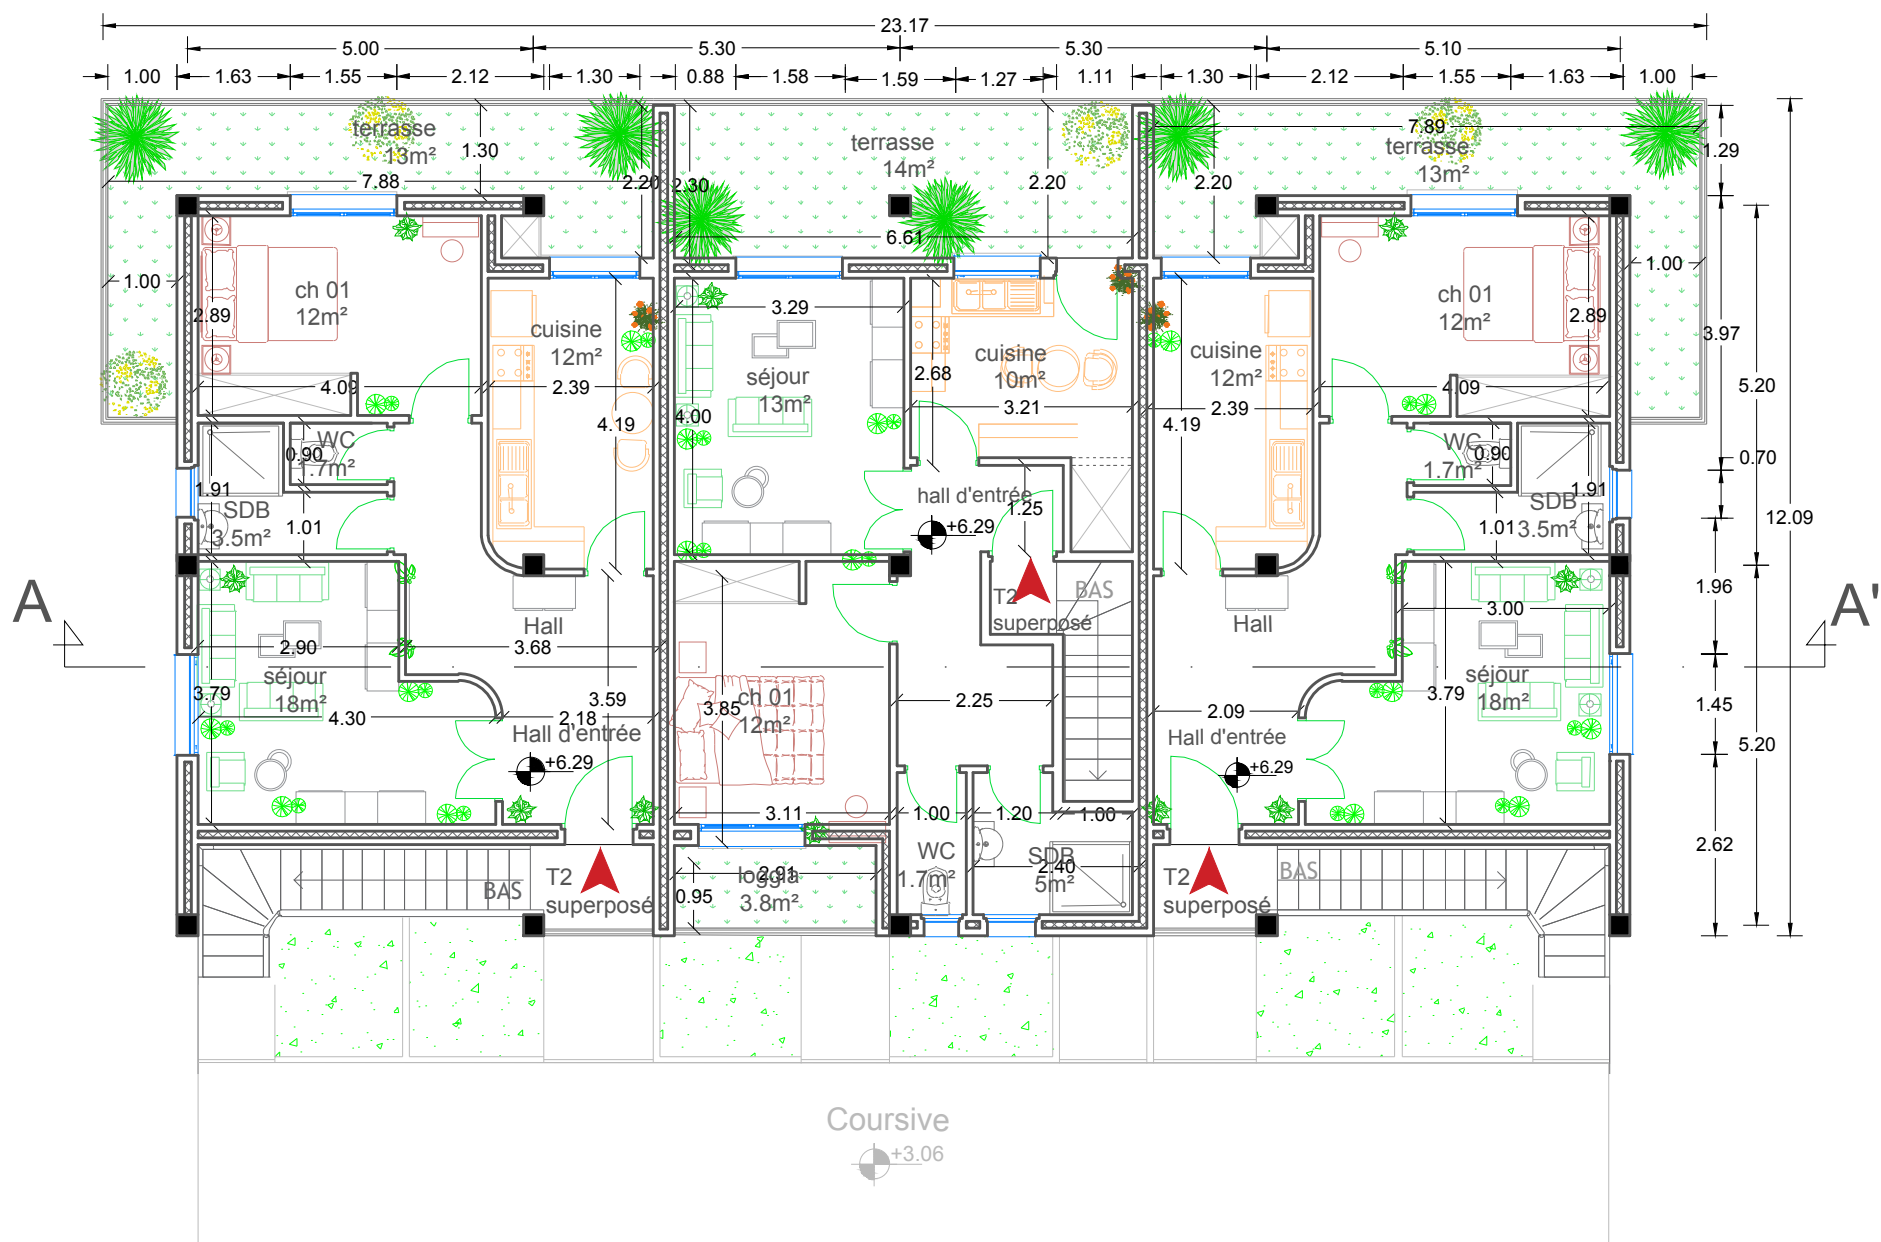 23.17
5.00 5.30 5.30 5.10
1.00 1.63 1.55 2.12 1.30 0.88 1.58 1.59 1.27 1.11 1.30 2.12 1.55 1.63 1.00
terrasse
13m²
1.30
7.88
2.20
2.30
terrasse
14m²
2.20
2.20
6.61
7.89
terrasse
13m²
1.29
1.00
2.89
ch 01
12m²
4.09
cuisine
12m²
2.39
4.19
3.29
séjour
13m²
4.00
2.68
cuisine
10m²
3.21
cuisine
12m²
2.39
4.19
ch 01
12m²
2.89
4.09
1.00
3.97
5.20
WC
1.7m²
0.90
1.91
SDB
3.5m²
1.01
hall d'entrée
1.25
+6.29
WC
1.7m²
0.90
1.91
SDB
3.5m²
1.01
0.70
12.09
A
Hall
2.90
3.68
séjour
18m²
3.79
4.30
2.18
3.59
Hall d'entrée
+6.29
T2
superposé
BAS
ch 01
12m²
3.85
2.25
3.11
1.00
1.20
1.00
Hall
3.00
séjour
18m²
3.79
2.09
Hall d'entrée
+6.29
1.96
A'
1.45
5.20
2.62
BAS
T2
superposé
2.91
loggia
3.8m²
0.95
WC
1.7m²
SDB
2.40
5m²
T2
superposé
BAS
Coursive
+3.06